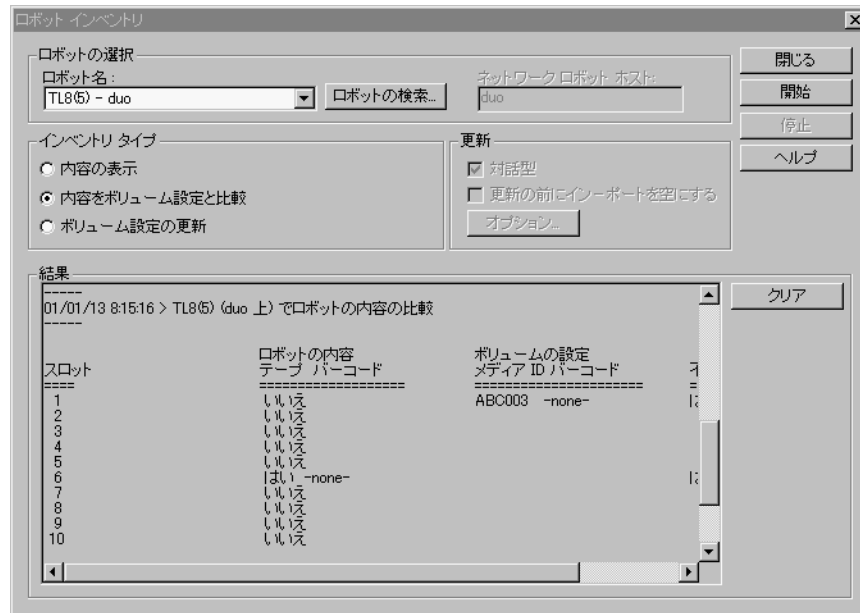 ロボット インベントリ
ロボットの選択
ロボット名 :
TL8(5) - duo
ロボットの検索...
ネットワーク ロボット ホスト:
duo
閉じる
開始
停止
ヘルプ
インベントリ タイプ
内容の表示
内容をボリューム設定と比較
ボリューム設定の更新
更新
対話型
更新の前にインーポートを空にする
オプション...
結果
クリア
-----
01/01/13 8:15:16 > TL8(5) (duo 上) でロボットの内容の比較
-----
ロボットの内容 ボリュームの設定
スロット テープ バーコード メディア ID バーコード
==== ================== =====================
1 いいえ ABC003 -none-
2 いいえ
3 いいえ
4 いいえ
5 いいえ
6 はい -none-
7 いいえ
8 いいえ
9 いいえ
10 いいえ